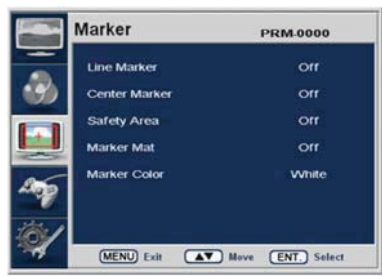 Marker PRM-0000
Line Marker Off
Center Marker Off
Safety Area Off
Marker Mat Off
Marker Color White
MENU Exit ▲▼ Move ENT. Select